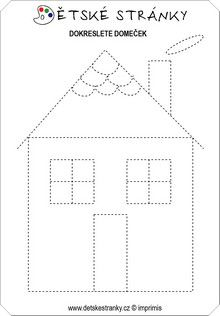 DĚTSKÉ STRÁNKY
DOKRESLETE DOMEČEK
www.detskestranky.cz © imprimis